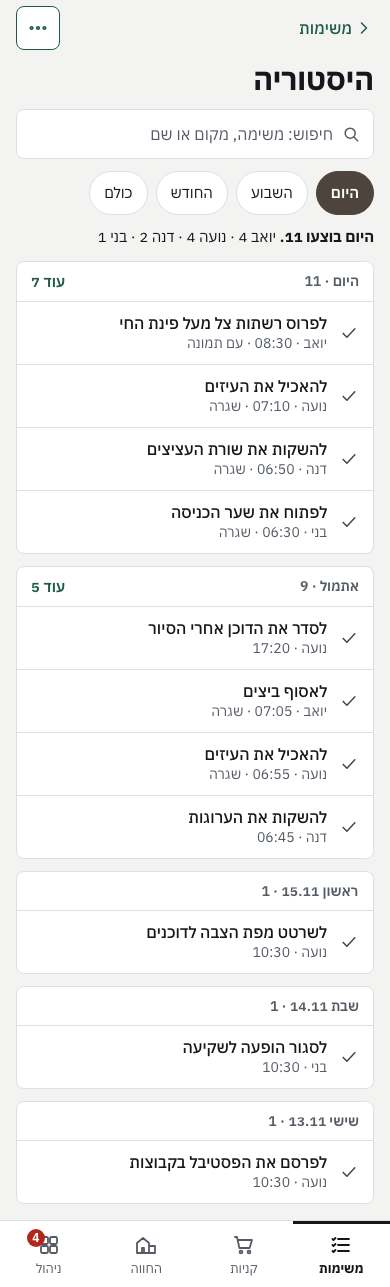 משימות
היסטוריה
חיפוש: משימה, מקום או שם
היום
השבוע
החודש
כולם
היום בוצעו 11. יואב 4 · נועה 4 · דנה 2 · בני 1
היום · 11
עוד 7
לפרוס רשתות צל מעל פינת החי
יואב · 08:30 · עם תמונה
להאכיל את העיזים
נועה · 07:10 · שגרה
להשקות את שורת העציצים
דנה · 06:50 · שגרה
לפתוח את שער הכניסה
בני · 06:30 · שגרה
אתמול · 9
עוד 5
לסדר את הדוכן אחרי הסיור
נועה · 17:20
לאסוף ביצים
יואב · 07:05 · שגרה
להאכיל את העיזים
נועה · 06:55 · שגרה
להשקות את הערוגות
דנה · 06:45
ראשון 15.11 · 1
לשרטט מפת הצבה לדוכנים
נועה · 10:30
שבת 14.11 · 1
לסגור הופעה לשקיעה
בני · 10:30
שישי 13.11 · 1
לפרסם את הפסטיבל בקבוצות
נועה · 10:30
משימות
קניות
החווה
ניהול
4